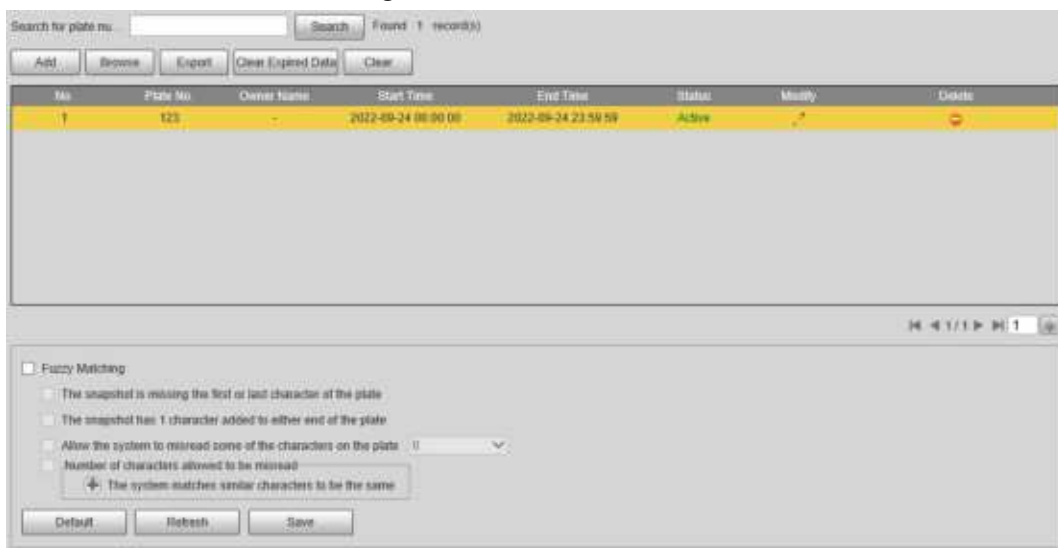 Search for plate nu... Search Found 1 record(s)
Add Browse Export Clear Expired Data Clear
No. Plate No. Owner Name Start Time End Time Status Modify Delete
1 123 - 2022-09-24 00:00:00 2022-09-24 23:59:59 Active
1/1 1
Fuzzy Matching
The snapshot is missing the first or last character of the plate
The snapshot has 1 character added to either end of the plate
Allow the system to misread some of the characters on the plate 0
Number of characters allowed to be misread
The system matches similar characters to be the same
Default Refresh Save